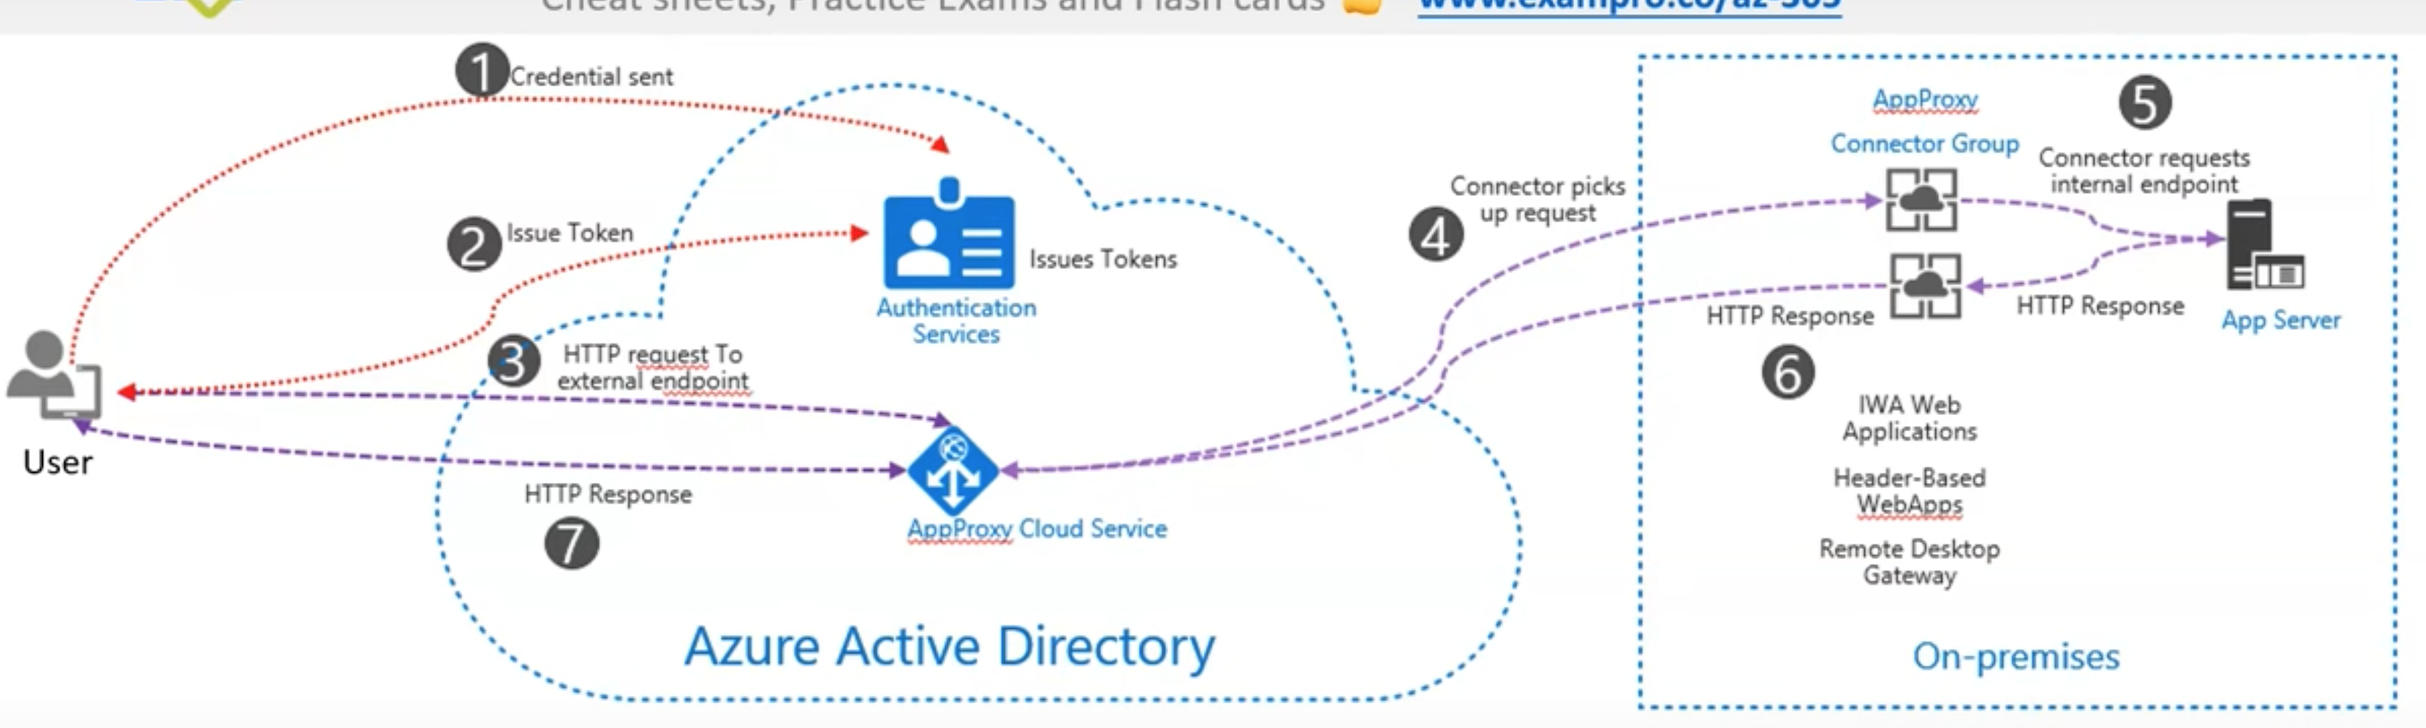 Cheat sheets, Practice Exams and Flash cards www.exampro.co/az-303
1 Credential sent
2 Issue Token
Issues Tokens
Authentication
Services
3 HTTP request To
external endpoint
User
HTTP Response
7
AppProxy Cloud Service
Azure Active Directory
4 Connector picks
up request
AppProxy
Connector Group
5
Connector requests
internal endpoint
HTTP Response
HTTP Response
App Server
6
IWA Web
Applications
Header-Based
WebApps
Remote Desktop
Gateway
On-premises